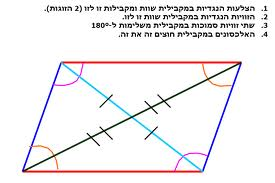 1. הצלעות הנגדיות במקבילית שוות ומקבילות זו לזו (2 הזוגות).
2. הזוויות הנגדיות במקבילית שוות זו לזו.
3. שתי זוויות סמוכות במקבילית משלימות ל-180º
4. האלכסונים במקבילית חוצים זה את זה.